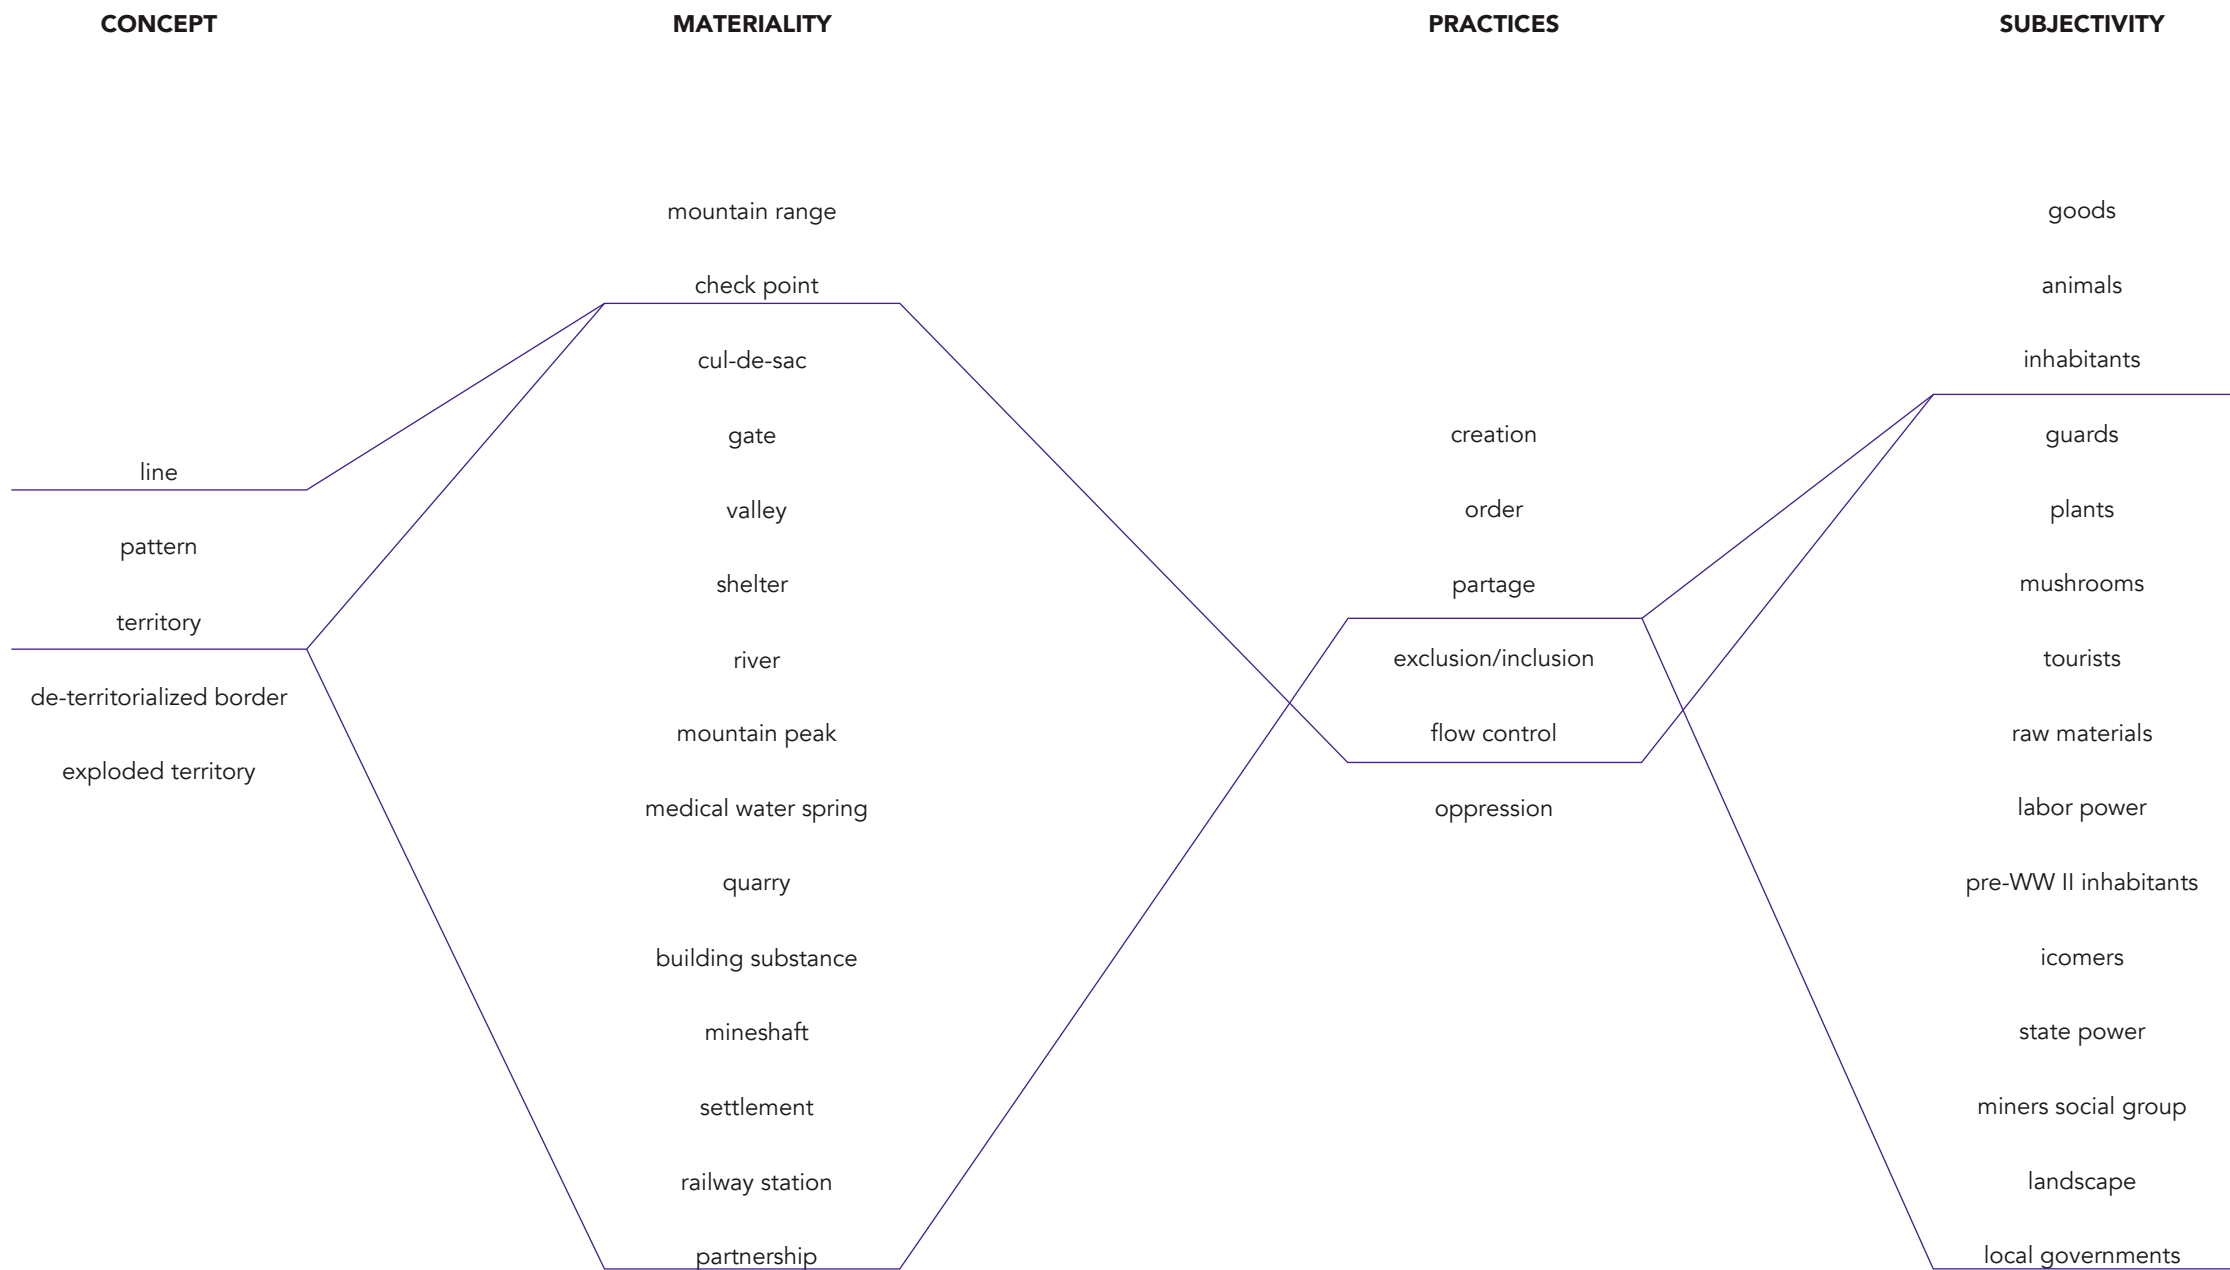 CONCEPT
MATERIALITY
PRACTICES
SUBJECTIVITY
line
pattern
territory
de-territorialized border
exploded territory
mountain range
check point
cul-de-sac
gate
valley
shelter
river
mountain peak
medical water spring
quarry
building substance
mineshaft
settlement
railway station
partnership
creation
order
partage
exclusion/inclusion
flow control
oppression
goods
animals
inhabitants
guards
plants
mushrooms
tourists
raw materials
labor power
pre-WW II inhabitants
icomers
state power
miners social group
landscape
local governments